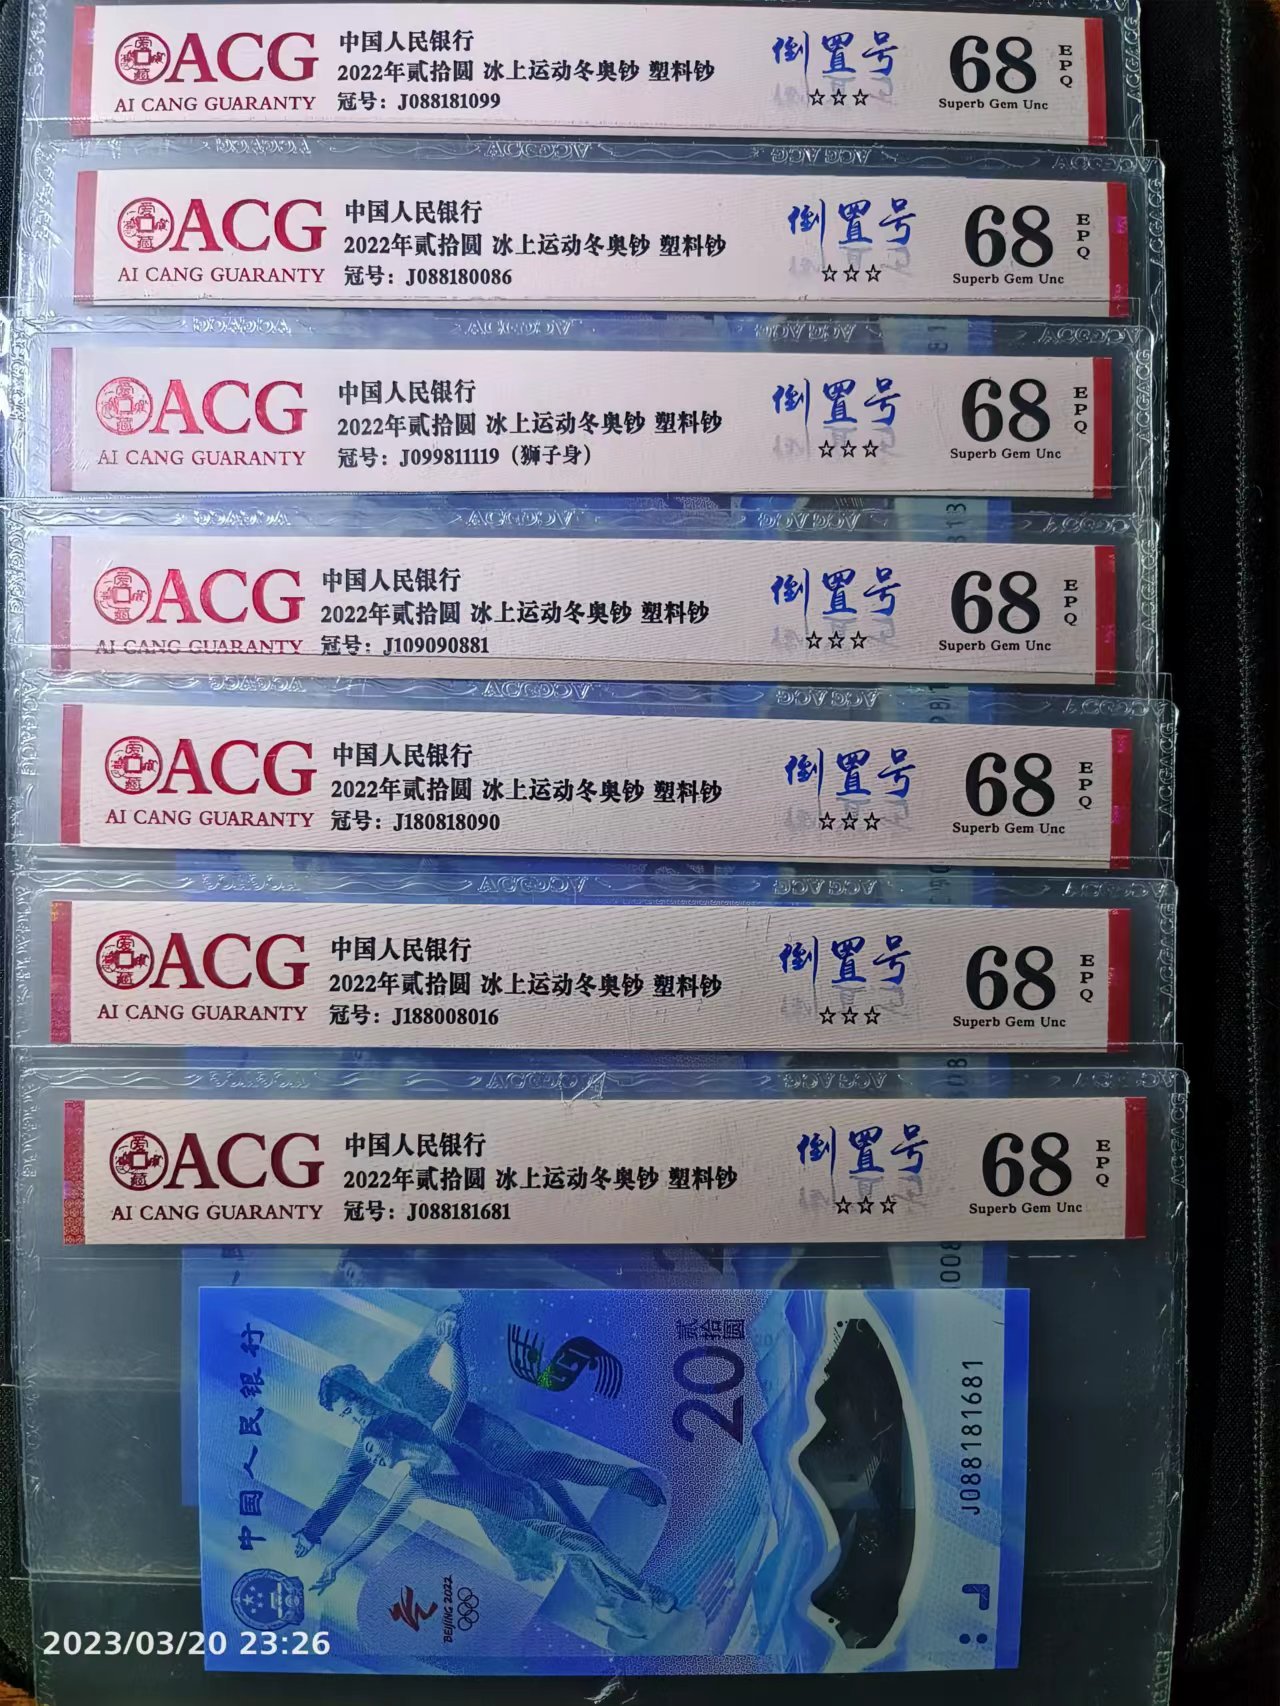 ACG
AI CANG GUARANTY
中国人民银行
2022年贰拾圆 冰上运动冬奥钞 塑料钞
冠号：J088181099
倒置号
☆☆☆
68
EPQ
Superb Gem Unc
ACG
AI CANG GUARANTY
中国人民银行
2022年贰拾圆 冰上运动冬奥钞 塑料钞
冠号：J088180086
倒置号
☆☆☆
68
EPQ
Superb Gem Unc
ACG
AI CANG GUARANTY
中国人民银行
2022年贰拾圆 冰上运动冬奥钞 塑料钞
冠号：J099811119（狮子身）
倒置号
☆☆☆
68
EPQ
Superb Gem Unc
ACG
AI CANG GUARANTY
中国人民银行
2022年贰拾圆 冰上运动冬奥钞 塑料钞
冠号：J109090881
倒置号
☆☆☆
68
EPQ
Superb Gem Unc
ACG
AI CANG GUARANTY
中国人民银行
2022年贰拾圆 冰上运动冬奥钞 塑料钞
冠号：J180818090
倒置号
☆☆☆
68
EPQ
Superb Gem Unc
ACG
AI CANG GUARANTY
中国人民银行
2022年贰拾圆 冰上运动冬奥钞 塑料钞
冠号：J188008016
倒置号
☆☆☆
68
EPQ
Superb Gem Unc
ACG
AI CANG GUARANTY
中国人民银行
2022年贰拾圆 冰上运动冬奥钞 塑料钞
冠号：J088181681
倒置号
☆☆☆
68
EPQ
Superb Gem Unc
中国人民银行
贰拾圆
20
J088181681
BEIJING 2022
2023/03/20 23:26